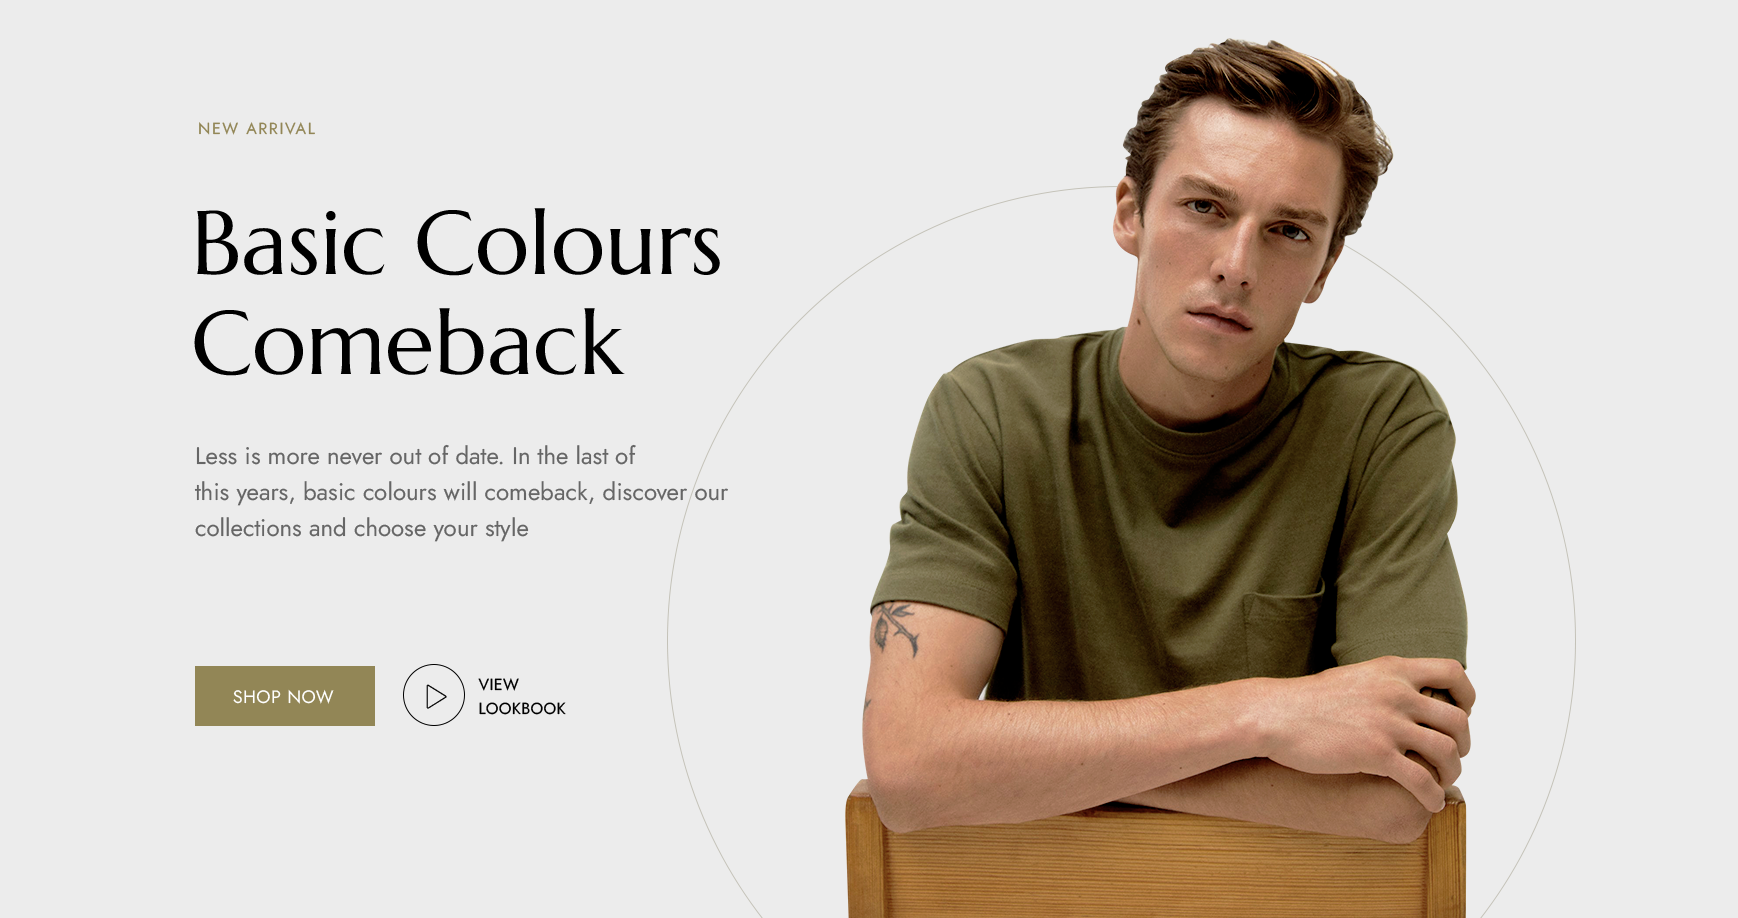 NEW ARRIVAL
Basic Colours
Comeback
Less is more never out of date. In the last of
this years, basic colours will comeback, discover our
collections and choose your style
SHOP NOW
VIEW
LOOKBOOK